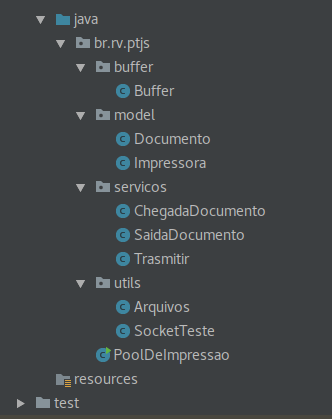 java
br.rv.ptjs
buffer
Buffer
model
Documento
Impressora
servicos
ChegadaDocumento
SaidaDocumento
Trasmitir
utils
Arquivos
SocketTeste
PoolDeImpressao
resources
test